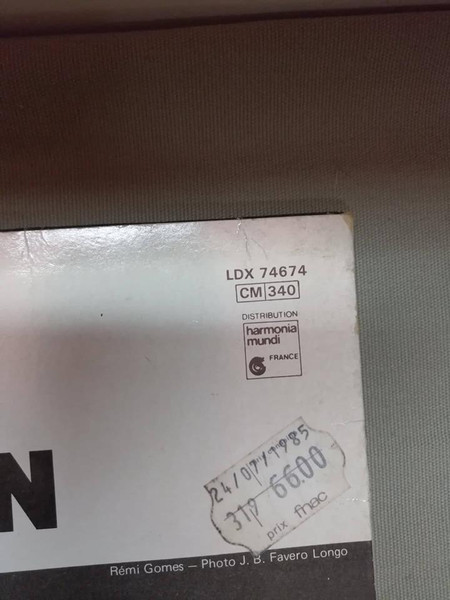 LDX 74674
CM 340
DISTRIBUTION
harmonia
mundi
FRANCE
N
24/07/1985
66.00
prix fnac
Rémi Gomes – Photo J. B. Favero Longo